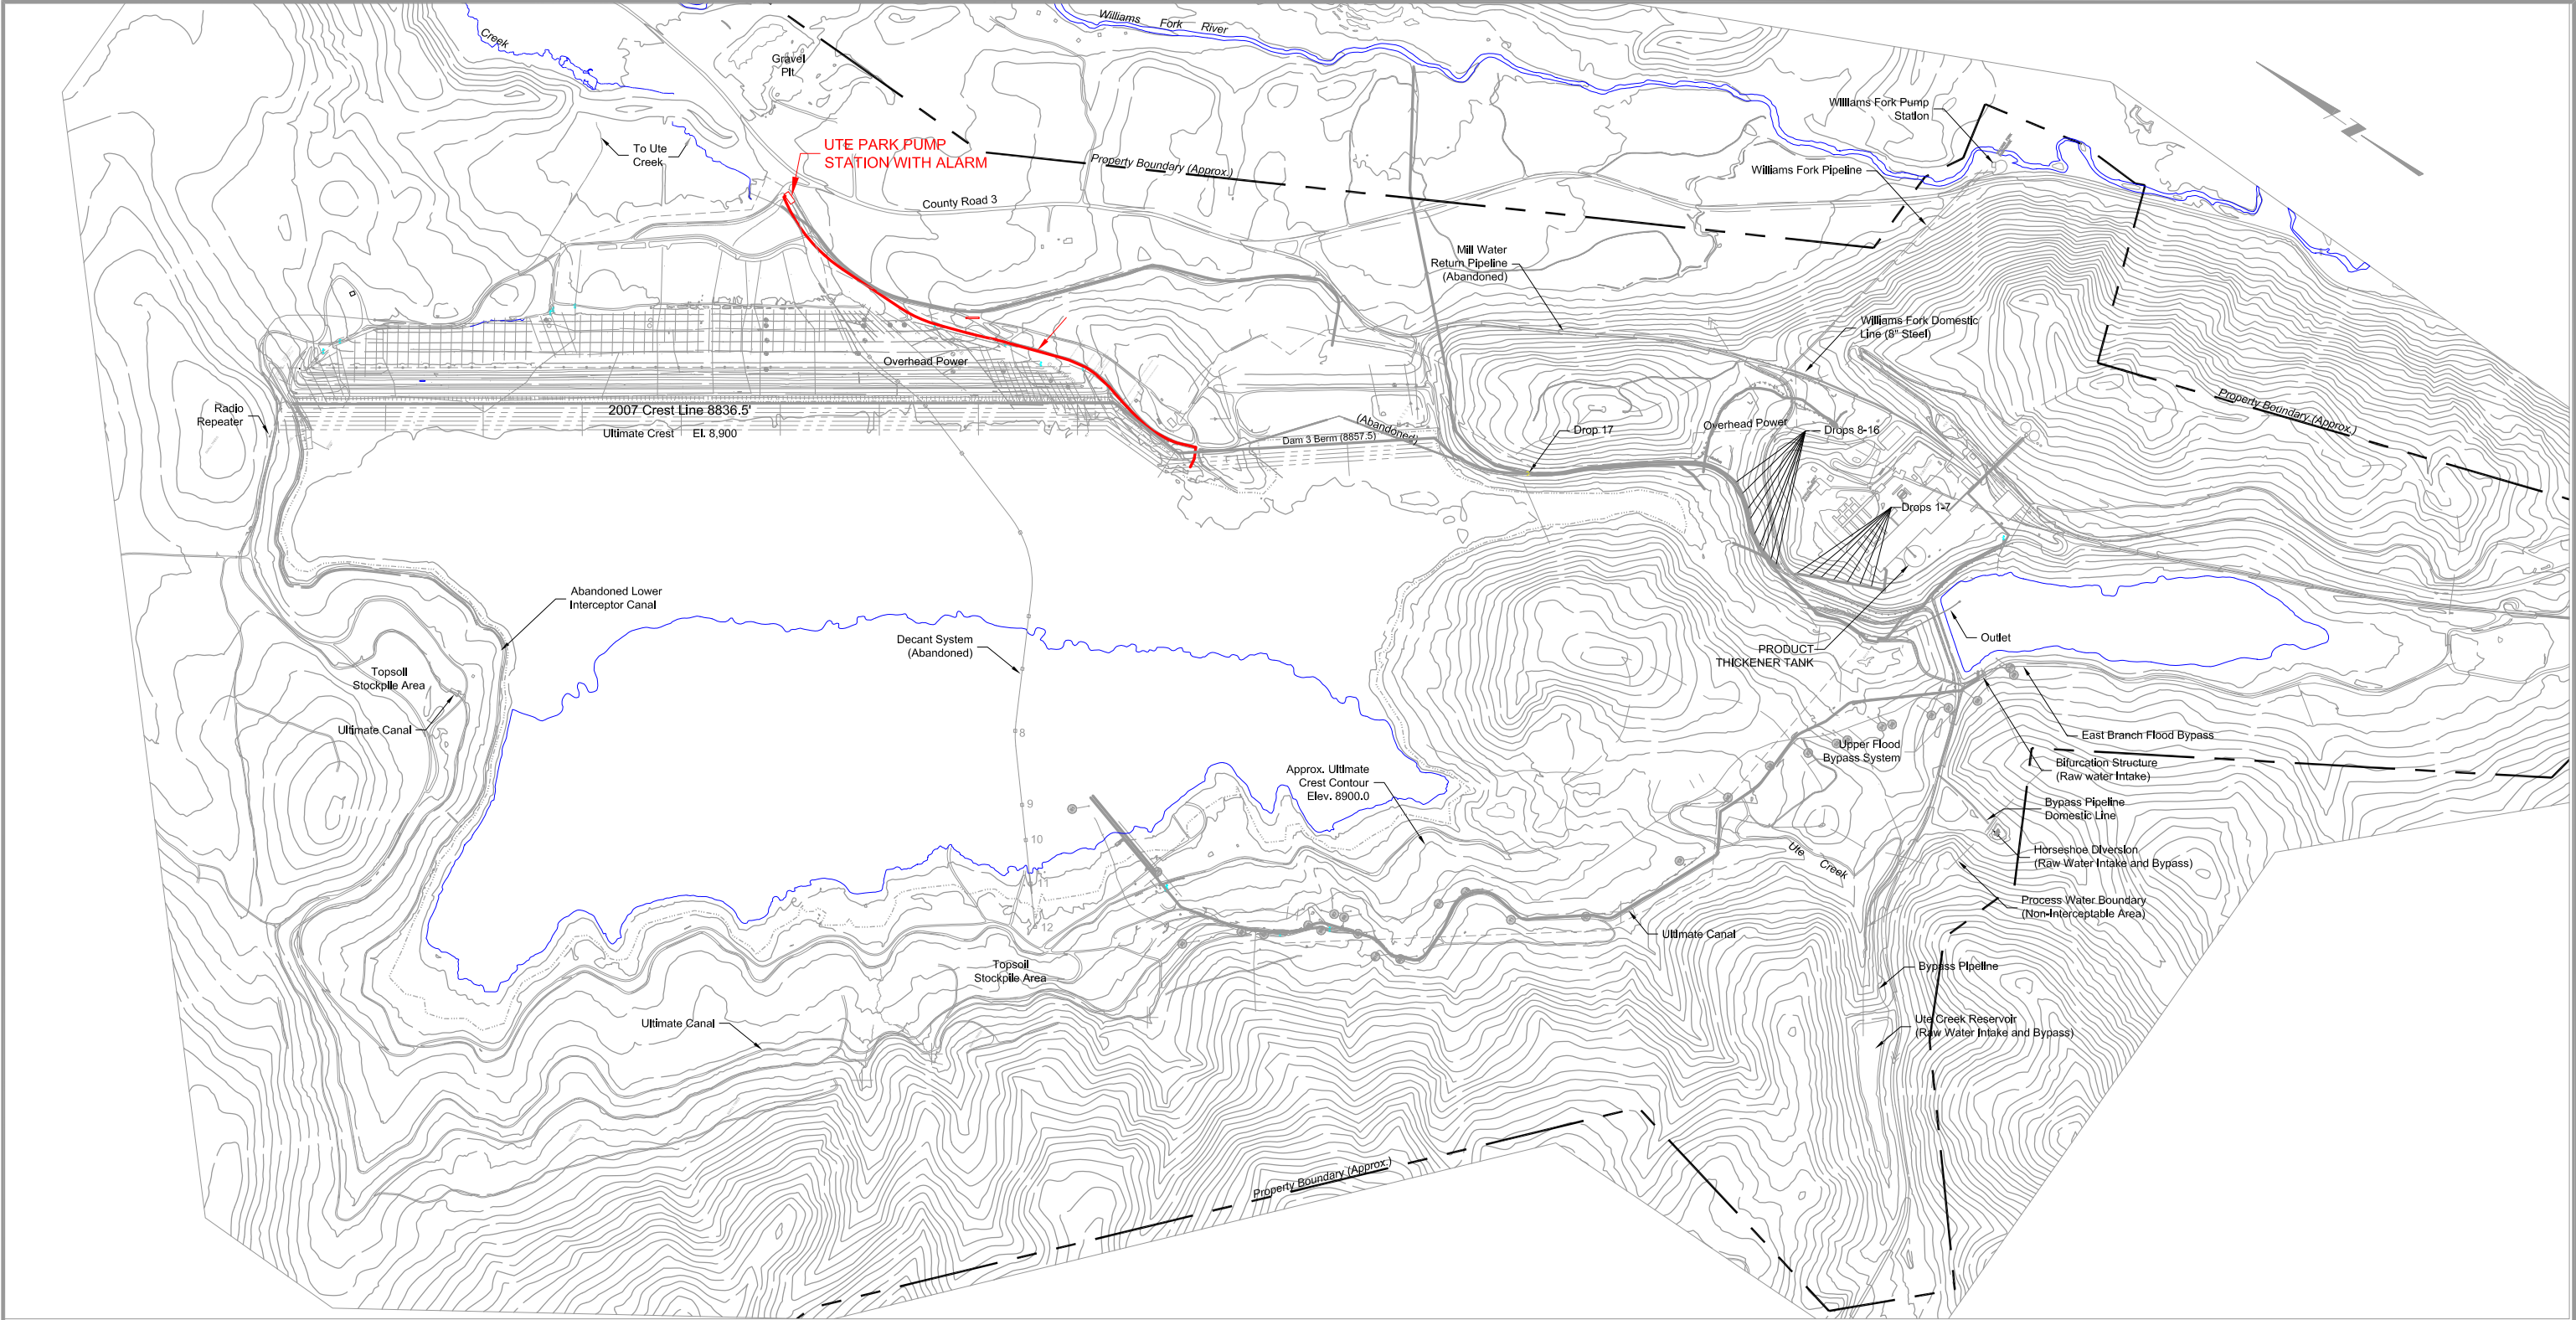 Creek
Williams Fork River
Gravel
Pit
Williams Fork Pump
Station
UTE PARK PUMP
STATION WITH ALARM
To Ute
Creek
Property Boundary (Approx.)
Williams Fork Pipeline
County Road 3
Mill Water
Return Pipeline
(Abandoned)
Williams Fork Domestic
Line (8" Steel)
Overhead Power
Radio
Repeater
2007 Crest Line 8836.5'
Ultimate Crest El. 8,900
(Abandoned)
Dam 3 Berm (8857.5)
Drop 17
Overhead Power
Drops 8-16
Property Boundary (Approx.)
Drops 1-7
Abandoned Lower
Interceptor Canal
Decant System
(Abandoned)
Outlet
PRODUCT
THICKENER TANK
Topsoil
Stockpile Area
Ultimate Canal
8
East Branch Flood Bypass
Upper Flood
Bypass System
Bifurcation Structure
(Raw water Intake)
Approx. Ultimate
Crest Contour
Elev. 8900.0
9
Bypass Pipeline
Domestic Line
10
Ute Creek
Horseshoe Diversion
(Raw Water Intake and Bypass)
11
Process Water Boundary
(Non-Interceptable Area)
12
Ultimate Canal
Topsoil
Stockpile Area
Bypass Pipeline
Ultimate Canal
Ute Creek Reservoir
(Raw Water Intake and Bypass)
Property Boundary (Approx.)